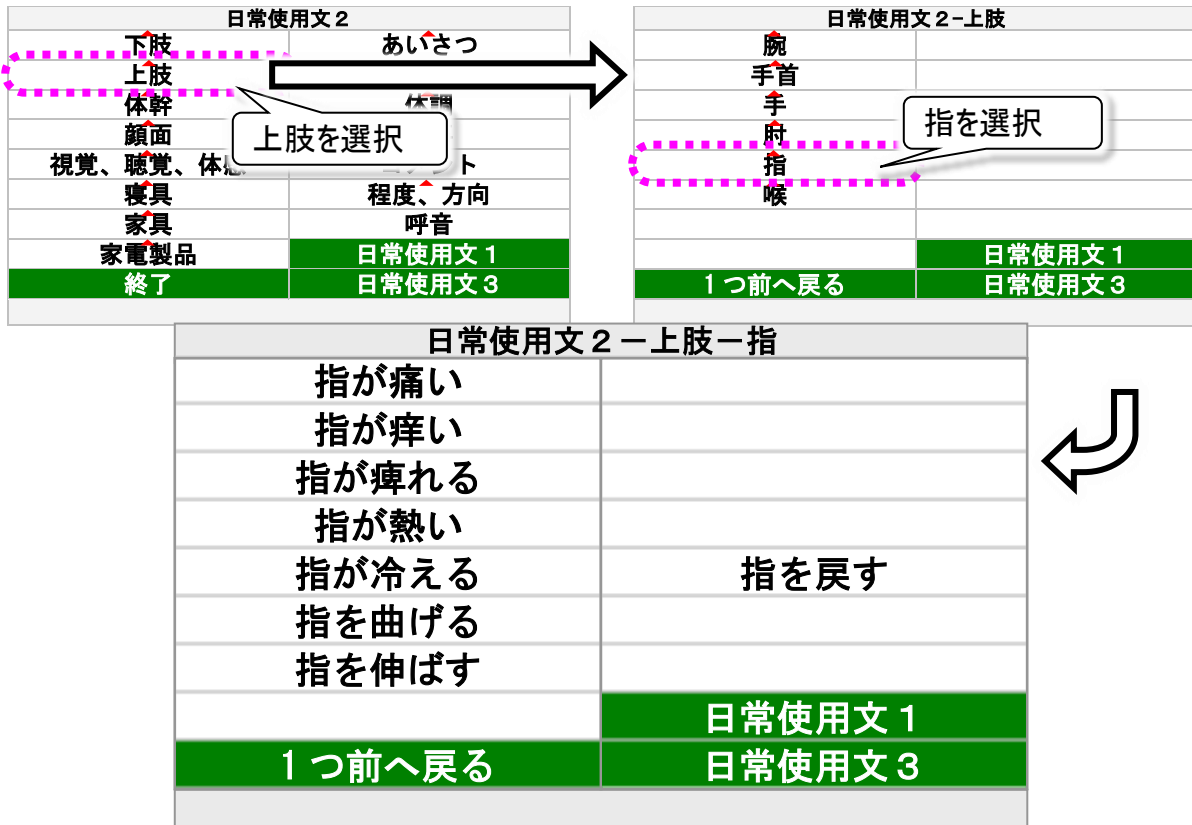 日常使用文２
下肢 あいさつ
上肢
体幹 体調
顔面
視覚、聴覚、体感
寝具 程度、方向
家具 呼音
家電製品 日常使用文１
終了 日常使用文３
上肢を選択
日常使用文２-上肢
腕
手首
手
肘
指
喉
日常使用文１
１つ前へ戻る 日常使用文３
指を選択
日常使用文２－上肢－指
指が痛い
指が痒い
指が痺れる
指が熱い
指が冷える 指を戻す
指を曲げる
指を伸ばす
日常使用文１
１つ前へ戻る 日常使用文３